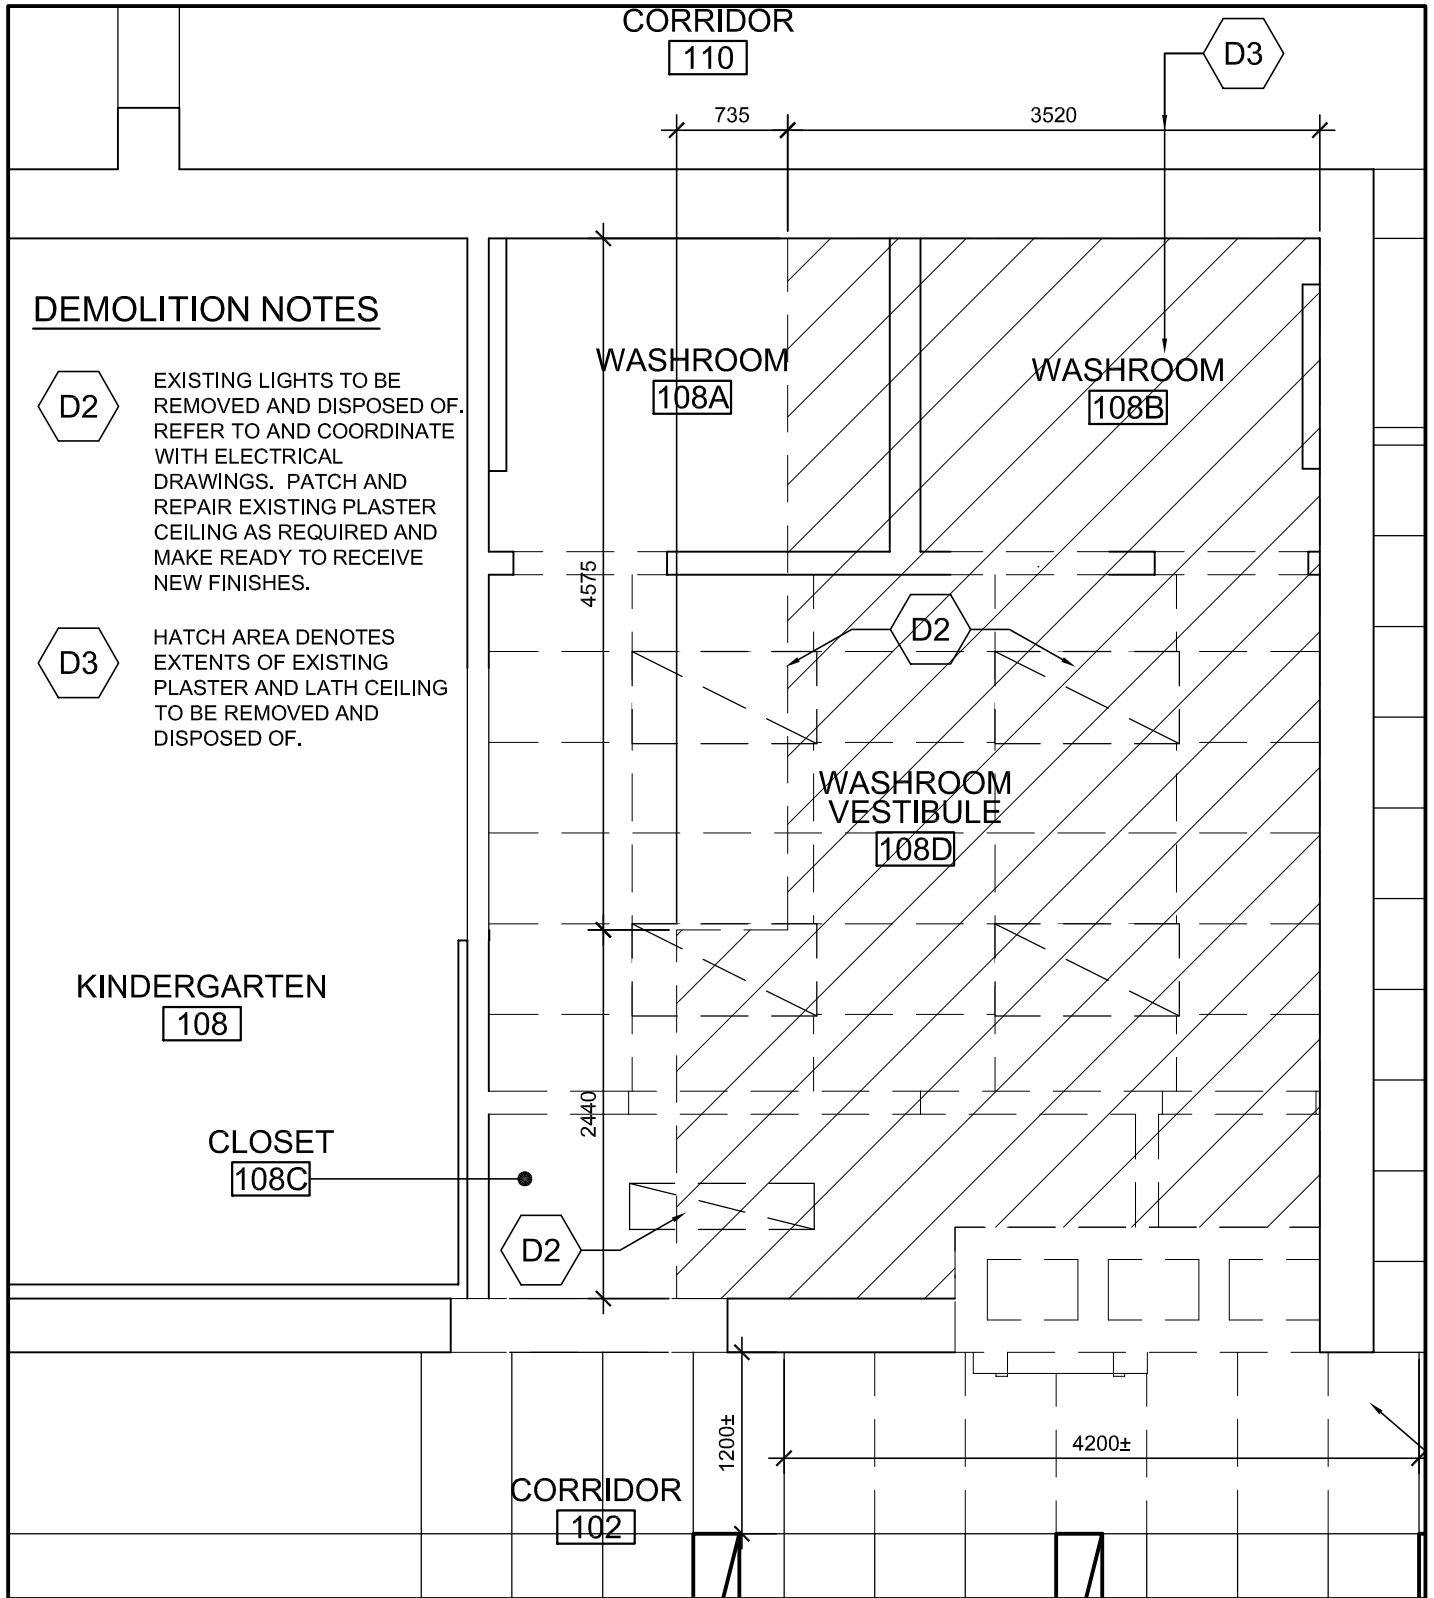 CORRIDOR
110
D3
735
3520
DEMOLITION NOTES
D2
EXISTING LIGHTS TO BE
REMOVED AND DISPOSED OF.
REFER TO AND COORDINATE
WITH ELECTRICAL
DRAWINGS. PATCH AND
REPAIR EXISTING PLASTER
CEILING AS REQUIRED AND
MAKE READY TO RECEIVE
NEW FINISHES.
D3
HATCH AREA DENOTES
EXTENTS OF EXISTING
PLASTER AND LATH CEILING
TO BE REMOVED AND
DISPOSED OF.
WASHROOM
108A
WASHROOM
108B
4575
D2
WASHROOM
VESTIBULE
108D
KINDERGARTEN
108
2440
CLOSET
108C
D2
1200±
4200±
CORRIDOR
102